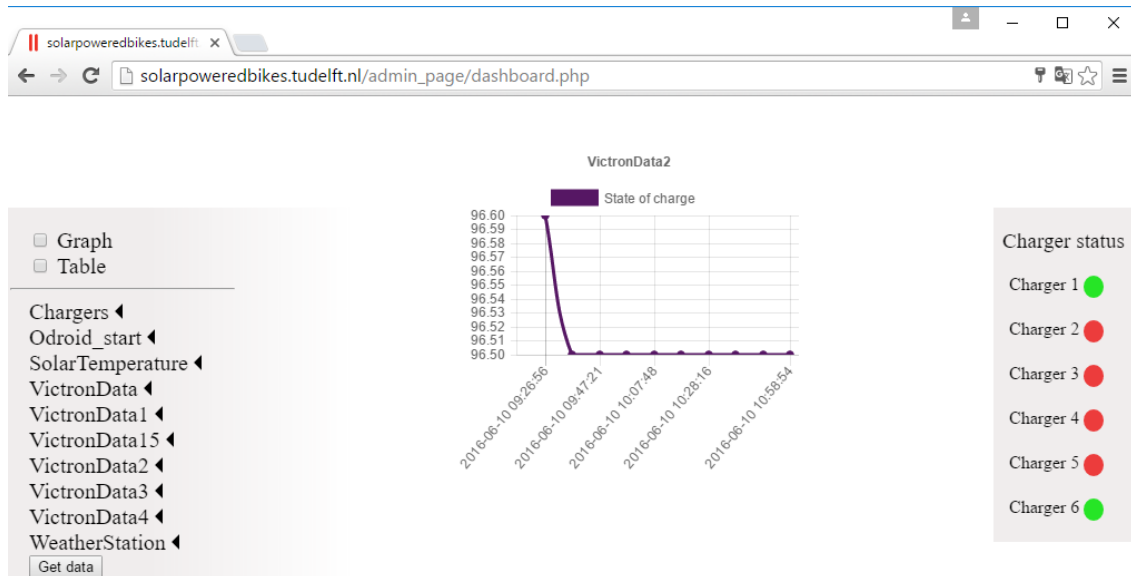 solarpoweredbikes.tudelft
solarpoweredbikes.tudelft.nl/admin_page/dashboard.php
VictronData2
State of charge
96.60
96.59
96.58
96.57
96.56
96.55
96.54
96.53
96.52
96.51
96.50
2016-06-10 09:26:56
2016-06-10 09:47:21
2016-06-10 10:07:48
2016-06-10 10:28:16
2016-06-10 10:58:54
Graph
Table
Chargers
Odroid_start
SolarTemperature
VictronData
VictronData1
VictronData15
VictronData2
VictronData3
VictronData4
WeatherStation
Get data
Charger status
Charger 1
Charger 2
Charger 3
Charger 4
Charger 5
Charger 6